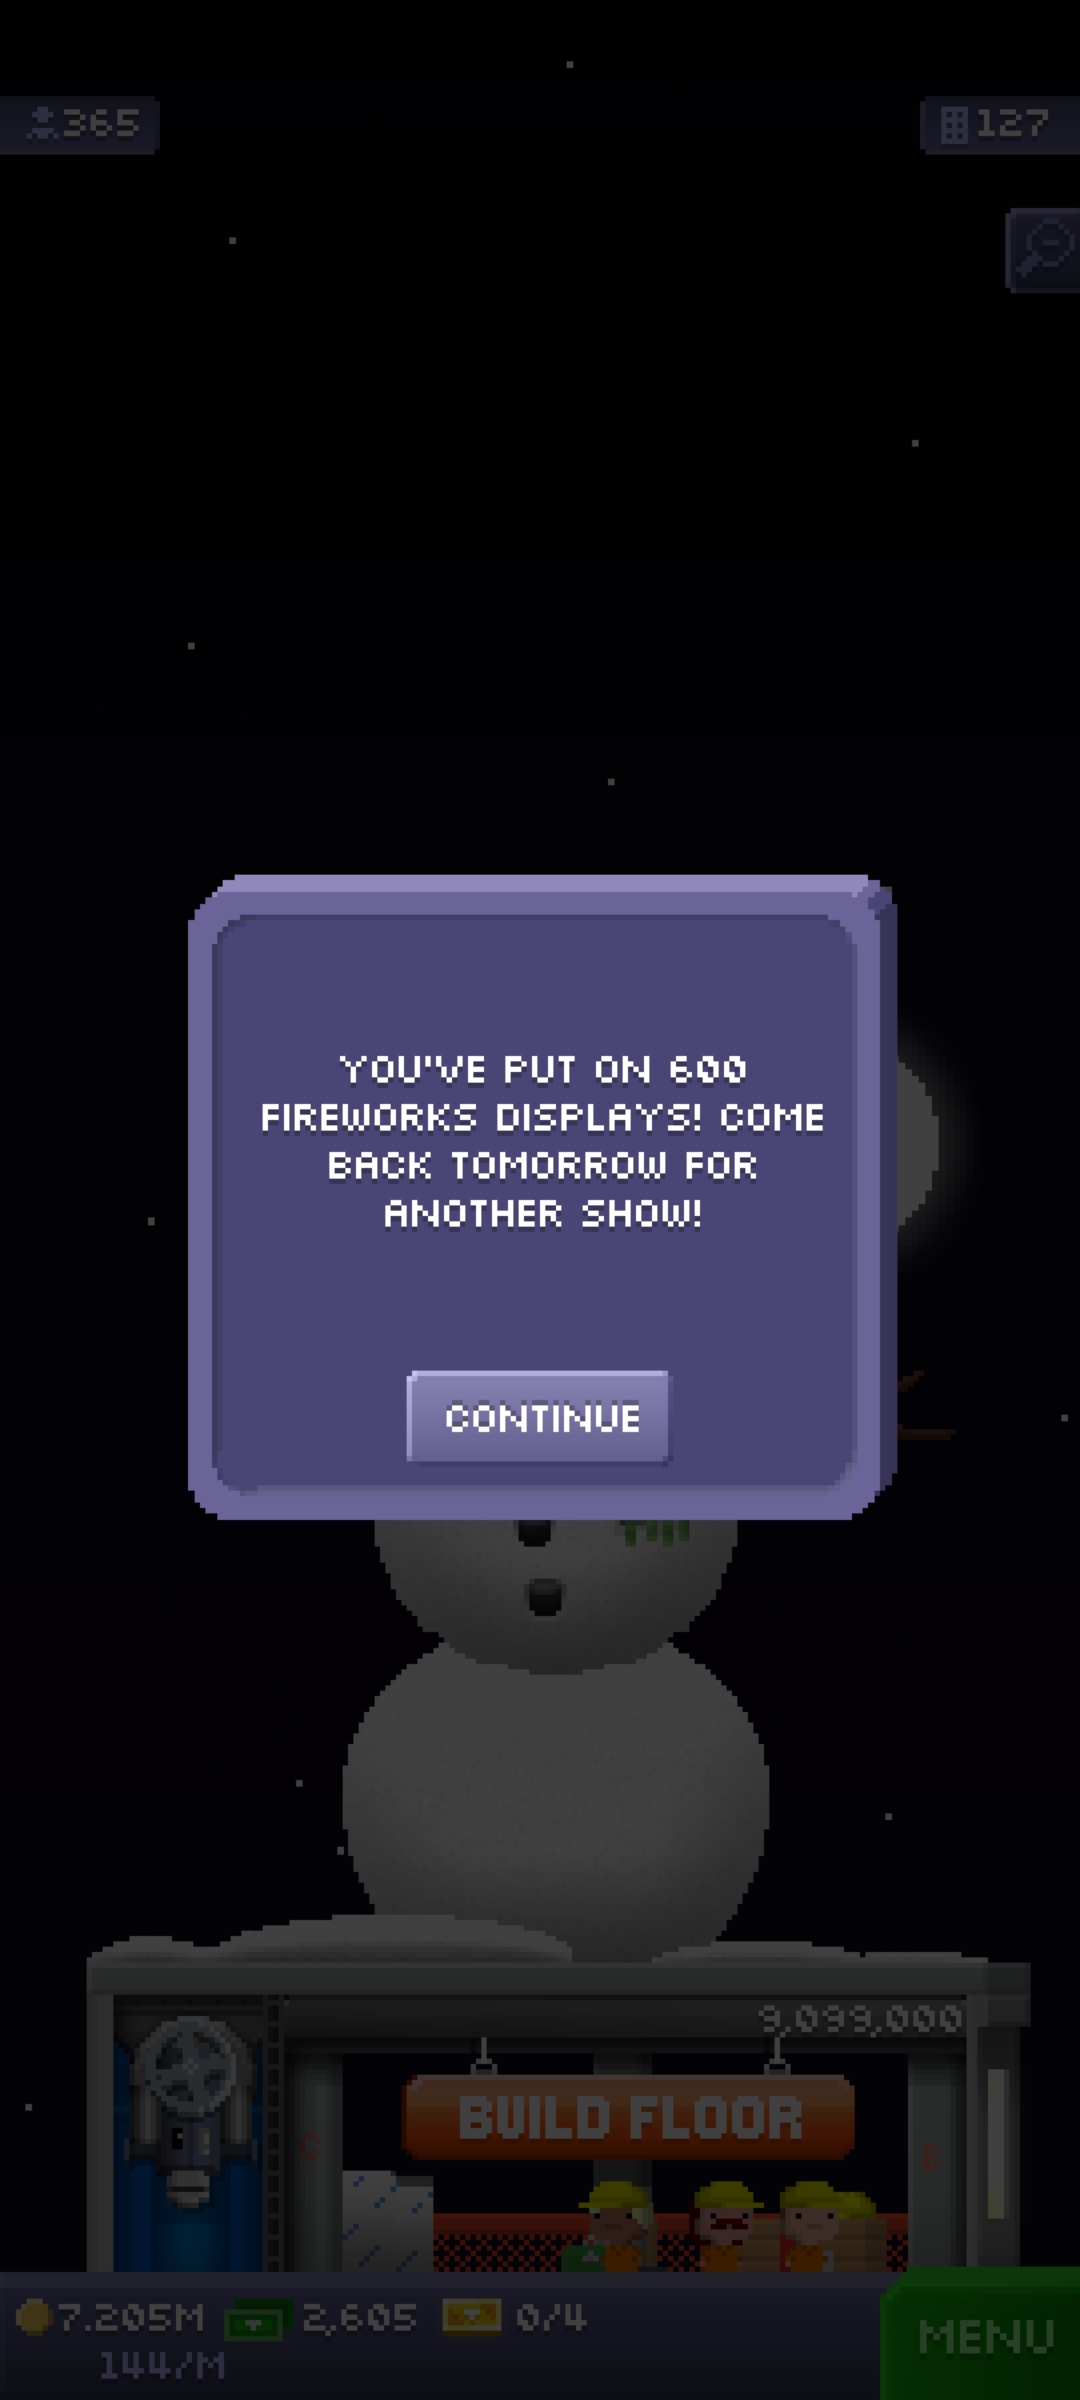 365
127
YOU'VE PUT ON 600
FIREWORKS DISPLAYS! COME
BACK TOMORROW FOR
ANOTHER SHOW!
CONTINUE
9,099,000
BUILD FLOOR
C
B
7.205M 2,605 0/4
144/M
MENU